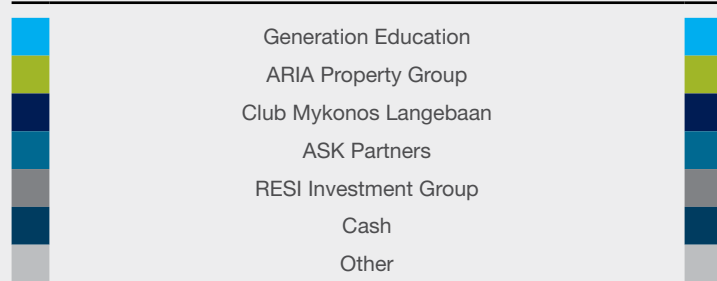 Generation Education
ARIA Property Group
Club Mykonos Langebaan
ASK Partners
RESI Investment Group
Cash
Other